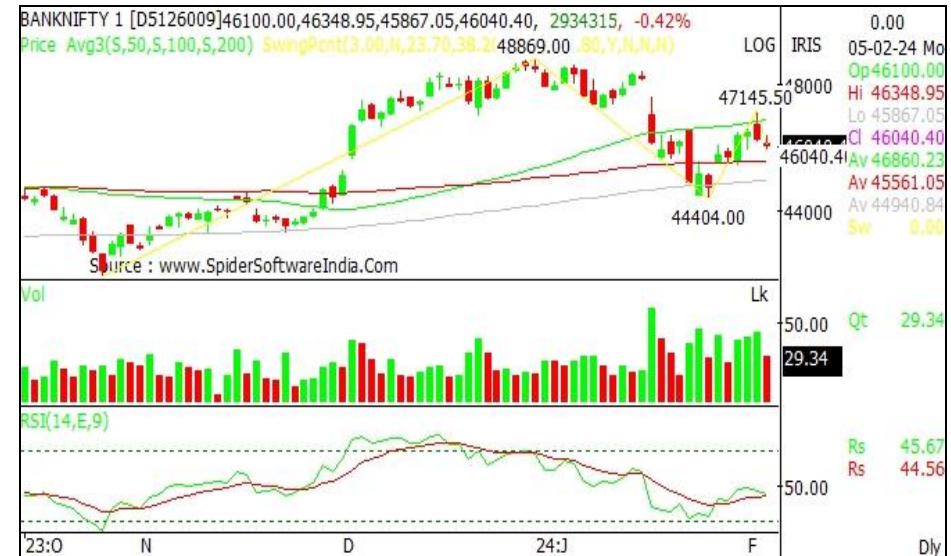 BANKNIFTY 1 [D5126009]46100.00,46348.95,45867.05,46040.40, 2934315, -0.42%
Price Avg3(S,50,S,100,S,200) SwingPcnt(3.00,N,23.70,38.2 .80,Y,N,N,N)
48869.00
LOG
IRIS
0.00
05-02-24 Mo
Op46100.00
Hi 46348.95
Lo 45867.05
Cl 46040.40
Av 46860.23
Av 45561.05
Av 44940.84
Sw 0.00
48000
47145.50
46040.4
44000
44404.00
Source : www.SpiderSoftwareIndia.Com
Vol
Lk
50.00
29.34
Qt 29.34
RSI(14,E,9)
Rs 45.67
Rs 44.56
50.00
23:O N D 24:J F Dly